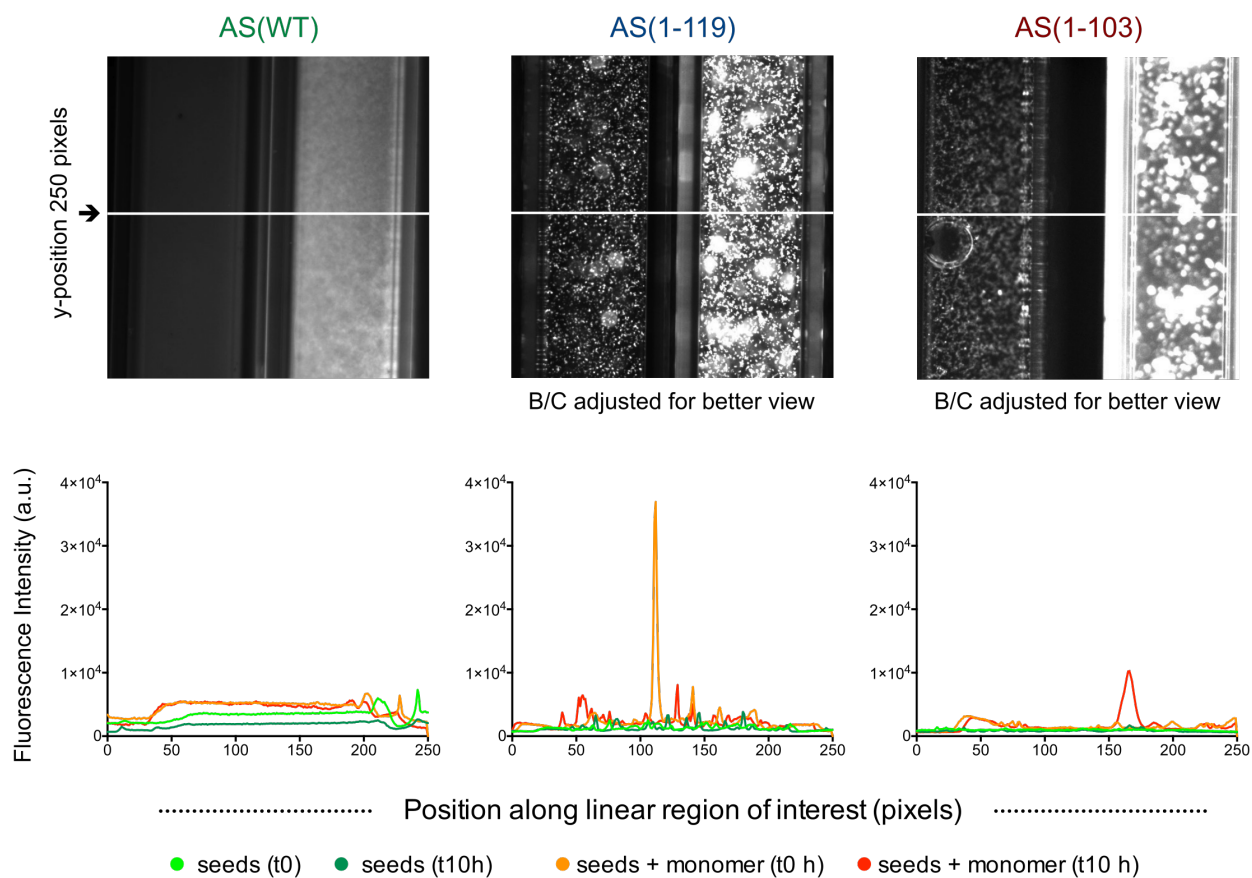 AS(WT)
AS(1-119)
AS(1-103)
y-position 250 pixels
B/C adjusted for better view
B/C adjusted for better view
Fluorescence Intensity (a.u.)
4×10⁴
3×10⁴
2×10⁴
1×10⁴
0
0 50 100 150 200 250
4×10⁴
3×10⁴
2×10⁴
1×10⁴
0
0 50 100 150 200 250
4×10⁴
3×10⁴
2×10⁴
1×10⁴
0
0 50 100 150 200 250
Position along linear region of interest (pixels)
seeds (t0) seeds (t10h) seeds + monomer (t0 h) seeds + monomer (t10 h)